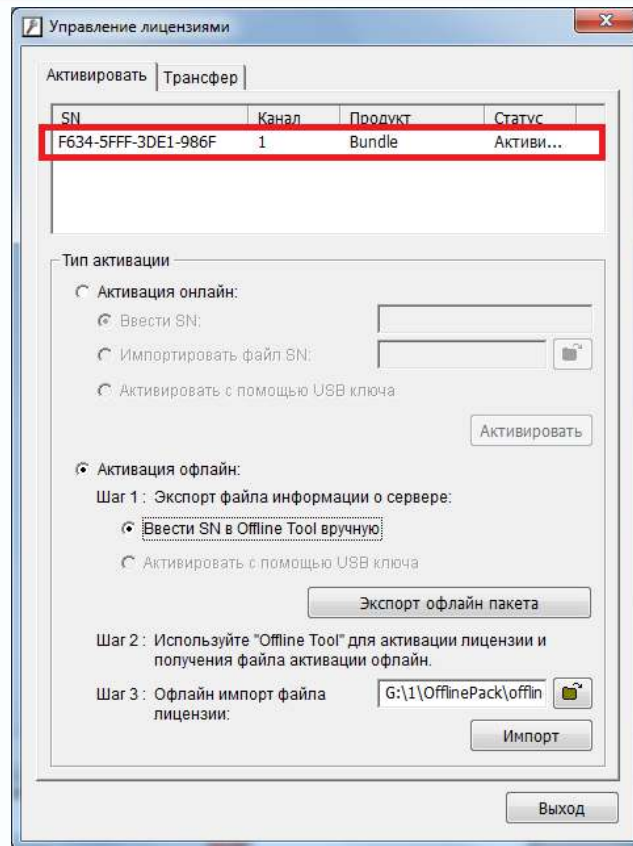 Управление лицензиями
Активировать Трансфер
SN Канал Продукт Статус
F634-5FFF-3DE1-986F 1 Bundle Активи...
Тип активации
Активация онлайн:
Ввести SN:
Импортировать файл SN:
Активировать с помощью USB ключа
Активировать
Активация офлайн:
Шаг 1 : Экспорт файла информации о сервере:
Ввести SN в Offline Tool вручную
Активировать с помощью USB ключа
Экспорт офлайн пакета
Шаг 2 : Используйте "Offline Tool" для активации лицензии и
получения файла активации офлайн.
Шаг 3 : Офлайн импорт файла G:\1\OfflinePack\offlin
лицензии:
Импорт
Выход